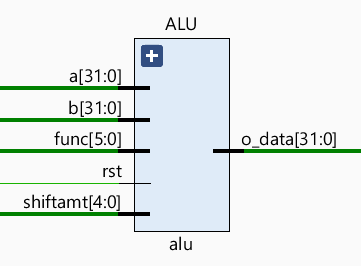 ALU
a[31:0]
b[31:0]
func[5:0]
o_data[31:0]
rst
shiftamt[4:0]
alu